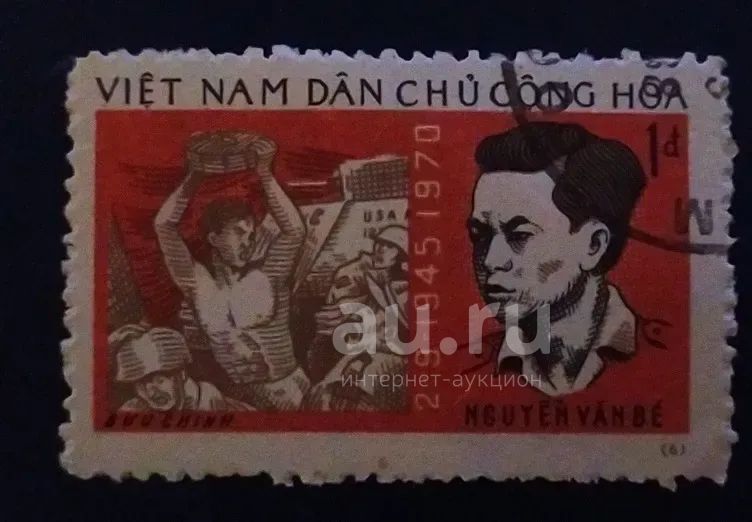 VIỆT NAM DÂN CHỦ CỘNG HÒA
1đ
USA
2.9.1945 1970
au.ru
интернет-аукцион
BƯU CHÍNH
NGUYỄN VĂN BÉ
(6)